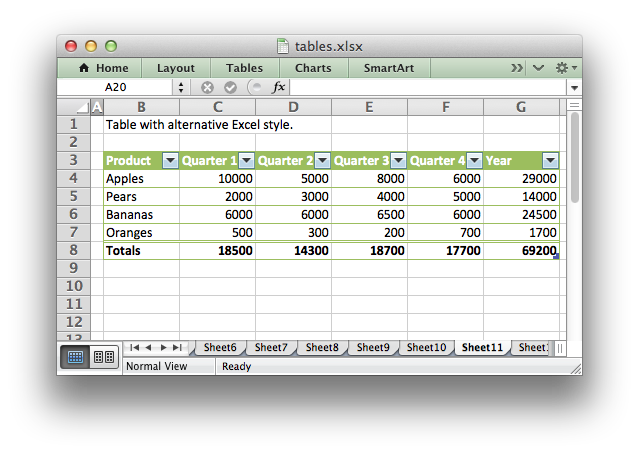 tables.xlsx
Home Layout Tables Charts SmartArt
A20 fx
A B C D E F G
1 Table with alternative Excel style.
2
3 Product Quarter 1 Quarter 2 Quarter 3 Quarter 4 Year
4 Apples 10000 5000 8000 6000 29000
5 Pears 2000 3000 4000 5000 14000
6 Bananas 6000 6000 6500 6000 24500
7 Oranges 500 300 200 700 1700
8 Totals 18500 14300 18700 17700 69200
9
10
11
12
13
Sheet6 Sheet7 Sheet8 Sheet9 Sheet10 Sheet11 Sheet
Normal View Ready